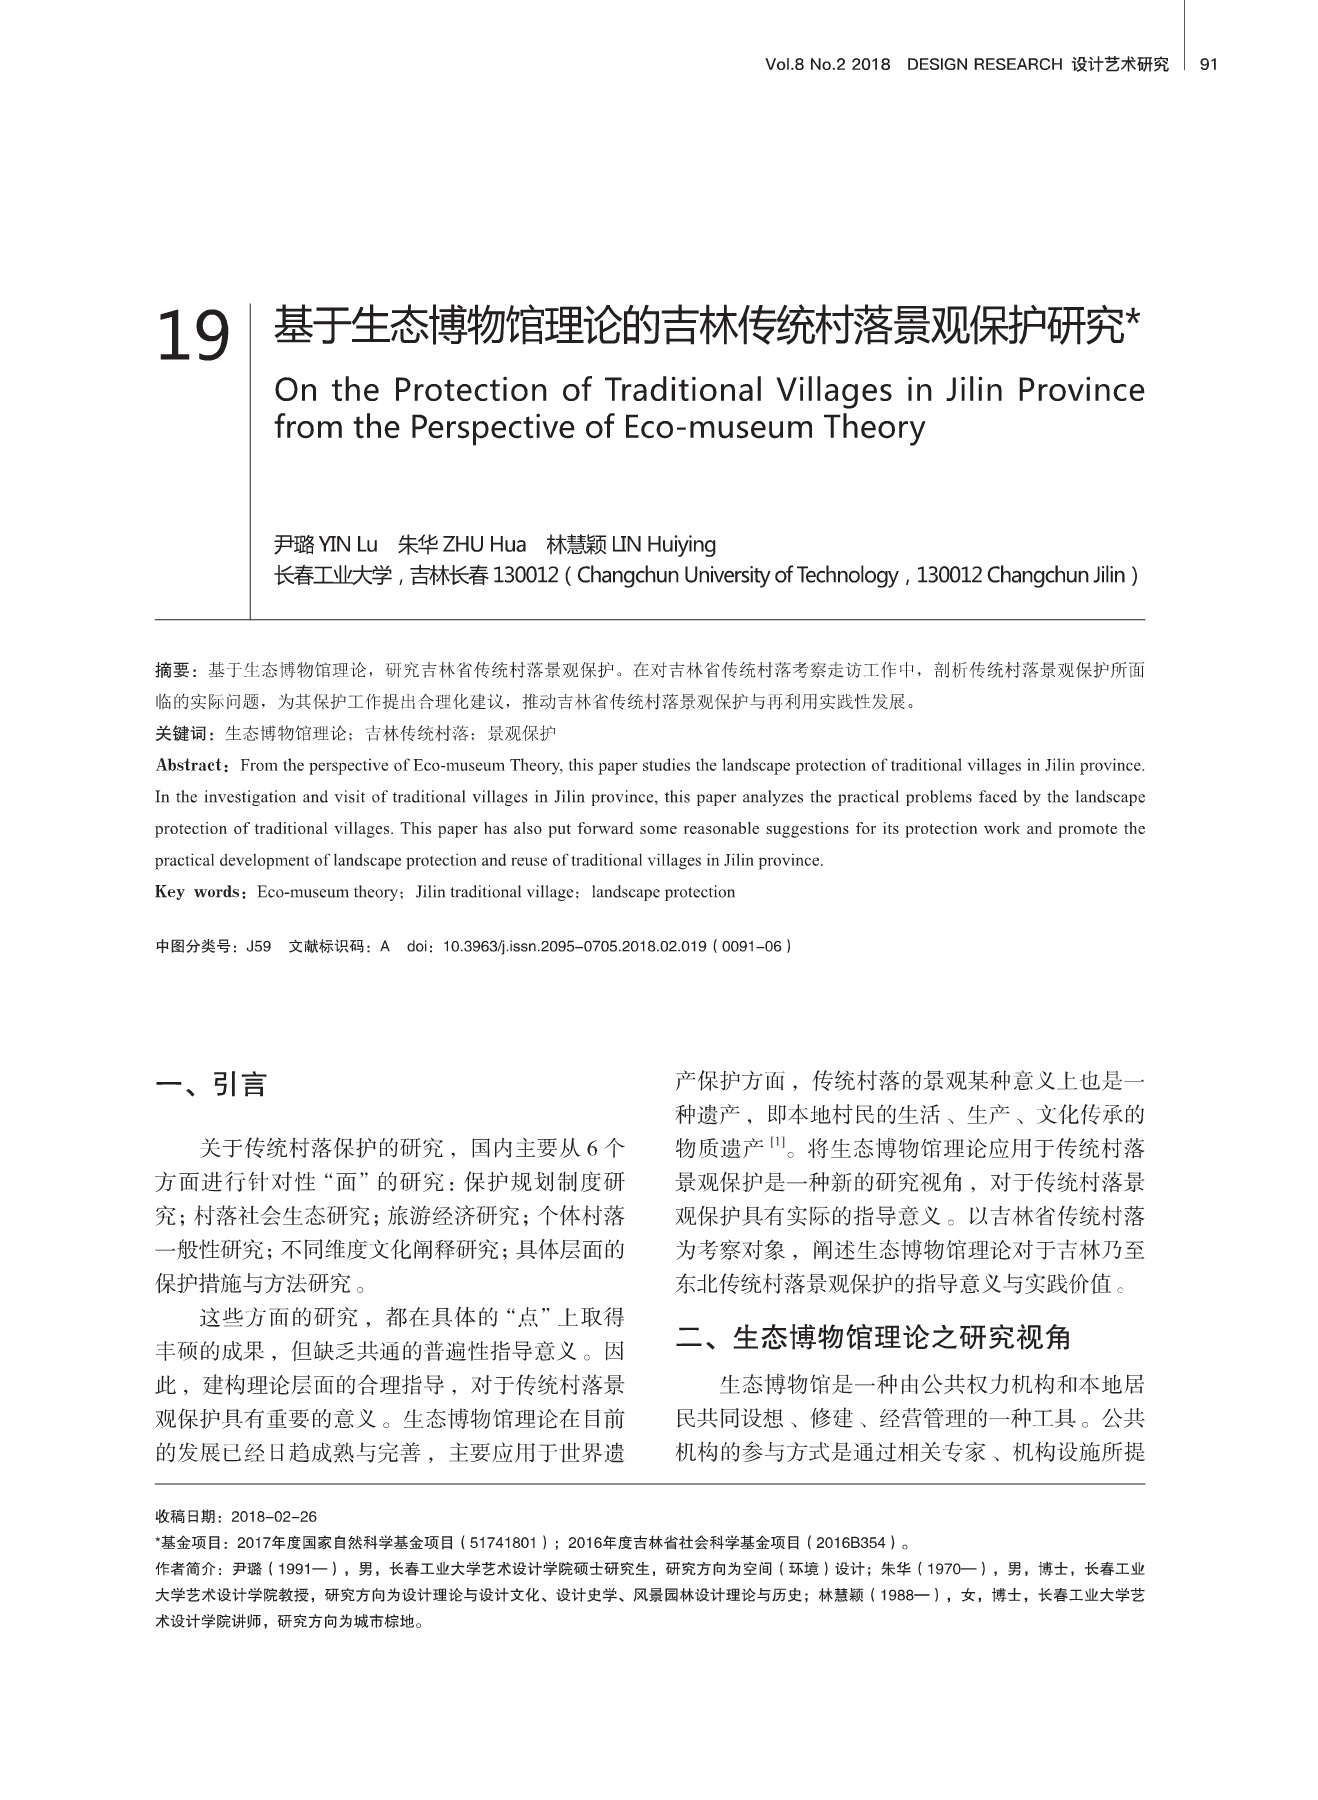 Vol.8 No.2 2018 DESIGN RESEARCH 设计艺术研究 91
19
基于生态博物馆理论的吉林传统村落景观保护研究*
On the Protection of Traditional Villages in Jilin Province
from the Perspective of Eco-museum Theory
尹璐 YIN Lu 朱华 ZHU Hua 林慧颖 LIN Huiying
长春工业大学，吉林长春 130012（Changchun University of Technology，130012 Changchun Jilin）
摘要：基于生态博物馆理论，研究吉林省传统村落景观保护。在对吉林省传统村落考察走访工作中，剖析传统村落景观保护所面
临的实际问题，为其保护工作提出合理化建议，推动吉林省传统村落景观保护与再利用实践性发展。
关键词：生态博物馆理论；吉林传统村落；景观保护
Abstract：From the perspective of Eco-museum Theory, this paper studies the landscape protection of traditional villages in Jilin province.
In the investigation and visit of traditional villages in Jilin province, this paper analyzes the practical problems faced by the landscape
protection of traditional villages. This paper has also put forward some reasonable suggestions for its protection work and promote the
practical development of landscape protection and reuse of traditional villages in Jilin province.
Key words：Eco-museum theory；Jilin traditional village；landscape protection
中图分类号：J59 文献标识码：A doi：10.3963/j.issn.2095-0705.2018.02.019（0091-06）
一、引言
关于传统村落保护的研究，国内主要从 6 个
方面进行针对性“面”的研究：保护规划制度研
究；村落社会生态研究；旅游经济研究；个体村落
一般性研究；不同维度文化阐释研究；具体层面的
保护措施与方法研究。
这些方面的研究，都在具体的“点”上取得
丰硕的成果，但缺乏共通的普遍性指导意义。因
此，建构理论层面的合理指导，对于传统村落景
观保护具有重要的意义。生态博物馆理论在目前
的发展已经日趋成熟与完善，主要应用于世界遗
产保护方面，传统村落的景观某种意义上也是一
种遗产，即本地村民的生活、生产、文化传承的
物质遗产[1]。将生态博物馆理论应用于传统村落
景观保护是一种新的研究视角，对于传统村落景
观保护具有实际的指导意义。以吉林省传统村落
为考察对象，阐述生态博物馆理论对于吉林乃至
东北传统村落景观保护的指导意义与实践价值。
二、生态博物馆理论之研究视角
生态博物馆是一种由公共权力机构和本地居
民共同设想、修建、经营管理的一种工具。公共
机构的参与方式是通过相关专家、机构设施所提
收稿日期：2018-02-26
*基金项目：2017年度国家自然科学基金项目（51741801）；2016年度吉林省社会科学基金项目（2016B354）。
作者简介：尹璐（1991—），男，长春工业大学艺术设计学院硕士研究生，研究方向为空间（环境）设计；朱华（1970—），男，博士，长春工业
大学艺术设计学院教授，研究方向为设计理论与设计文化、设计史学、风景园林设计理论与历史；林慧颖（1988—），女，博士，长春工业大学艺
术设计学院讲师，研究方向为城市棕地。